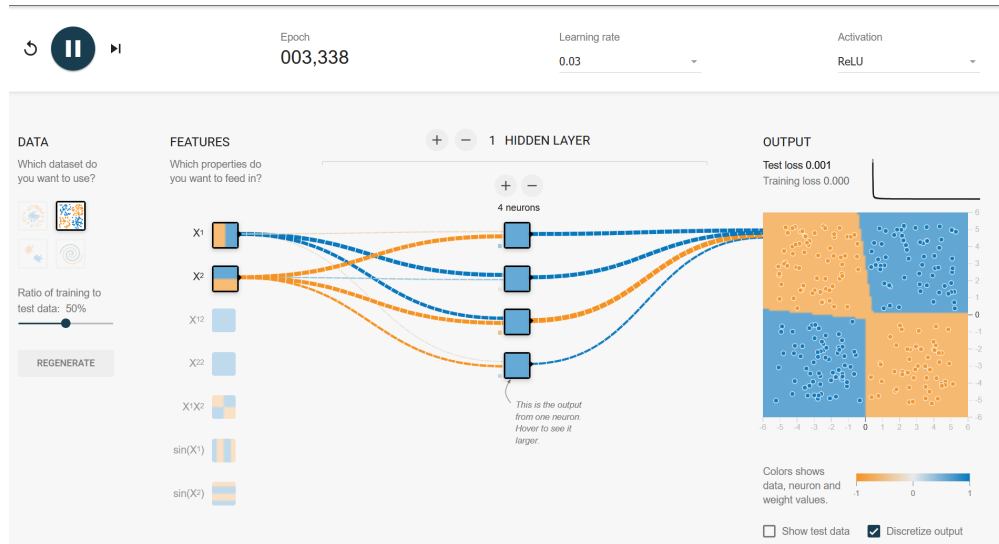 Epoch
003,338
Learning rate
0.03
Activation
ReLU
DATA
Which dataset do
you want to use?
Ratio of training to
test data: 50%
REGENERATE
FEATURES
Which properties do
you want to feed in?
X1
X2
X12
X22
X1X2
sin(X1)
sin(X2)
+ − 1 HIDDEN LAYER
+ −
4 neurons
This is the output
from one neuron.
Hover to see it
larger.
OUTPUT
Test loss 0.001
Training loss 0.000
6
5
4
3
2
1
0
-1
-2
-3
-4
-5
-6
-6 -5 -4 -3 -2 -1 0 1 2 3 4 5 6
Colors shows
data, neuron and
weight values.
-1 0 1
Show test data
Discretize output